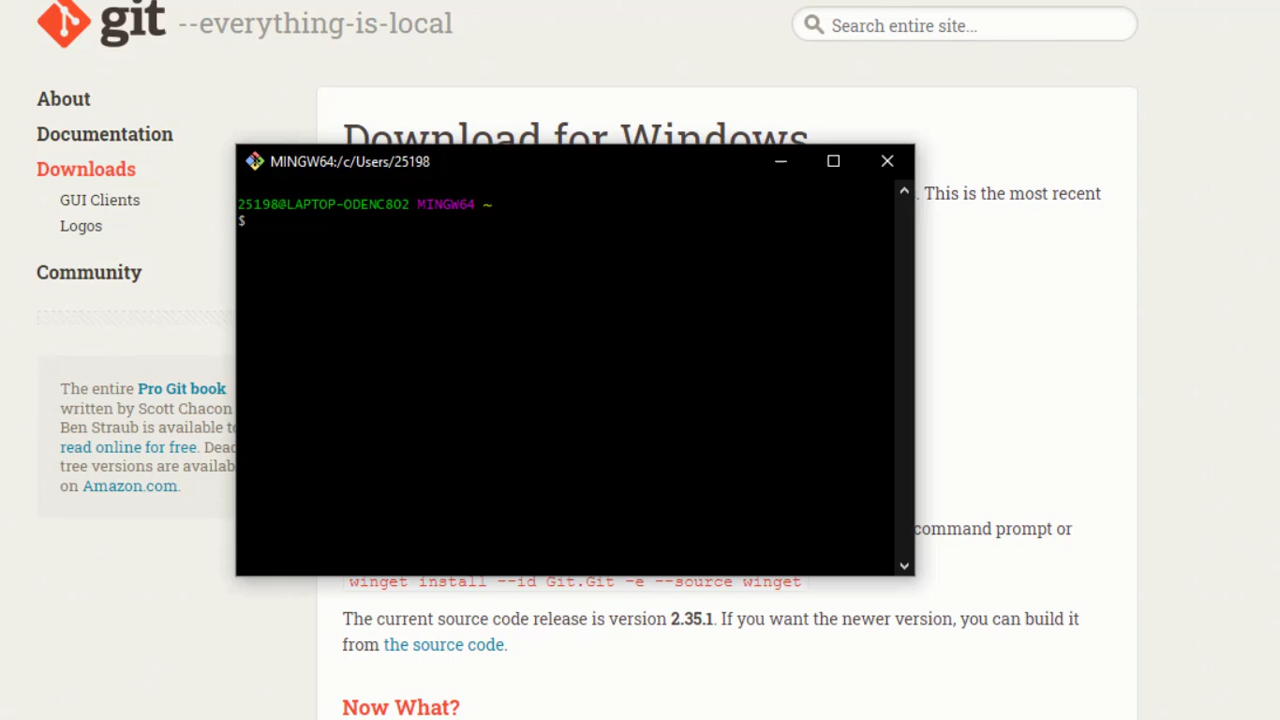 git --everything-is-local
Search entire site...
About
Documentation
Downloads
GUI Clients
Logos
Community
The entire Pro Git book
written by Scott Chacon
Ben Straub is available to
read online for free. Dead
tree versions are available
on Amazon.com.
Download for Windows
. This is the most recent
MINGW64:/c/Users/25198
25198@LAPTOP-ODENC802 MINGW64 ~
$
command prompt or
winget install --id Git.Git -e --source winget
The current source code release is version 2.35.1. If you want the newer version, you can build it
from the source code.
Now What?